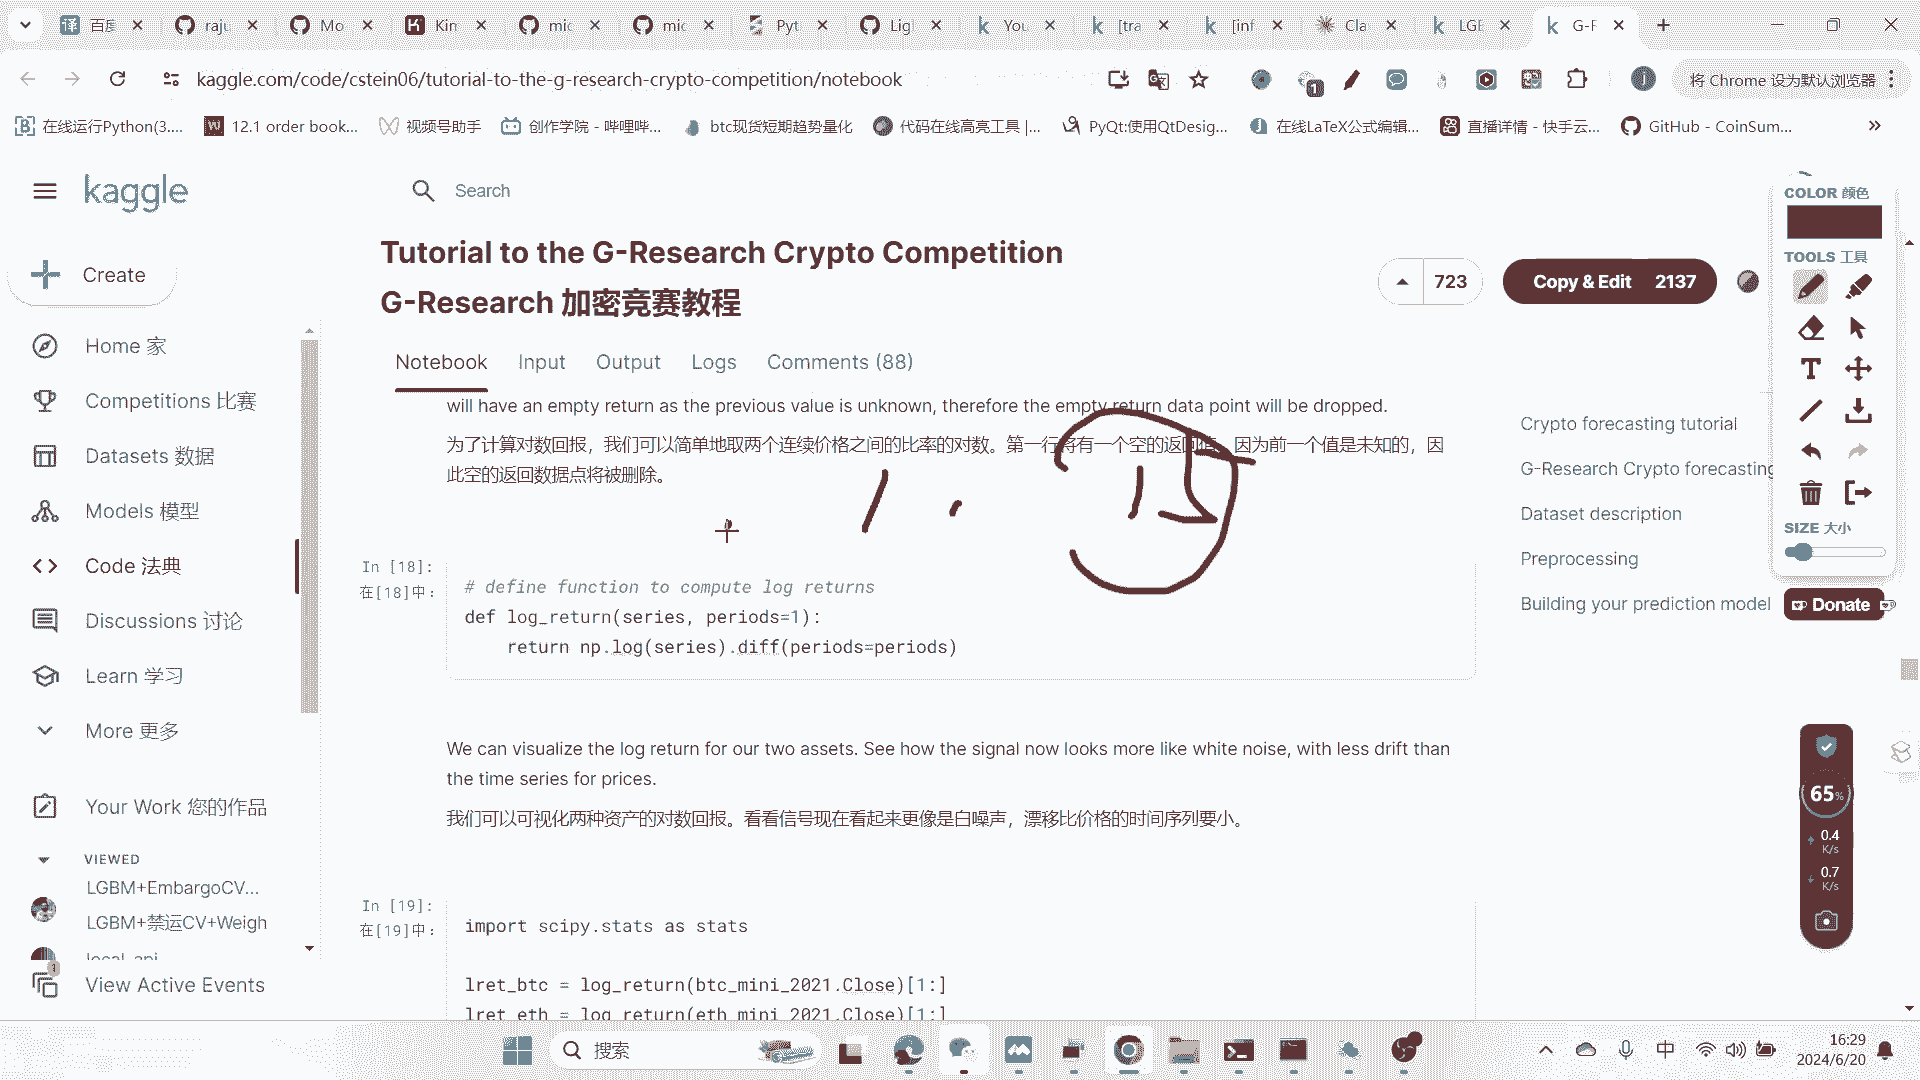 百度
raju
Mo
Kin
mic
mic
Pyt
Ligl
You
[tra
[inf
Cla
LGE
G-F
kaggle.com/code/cstein06/tutorial-to-the-g-research-crypto-competition/notebook
1
j
将 Chrome 设为默认浏览器
在线运行Python(3....
12.1 order book...
视频号助手
创作学院 - 哔哩哔...
btc现货短期趋势量化
代码在线高亮工具 |...
PyQt:使用QtDesig...
在线LaTeX公式编辑...
直播详情 - 快手云...
GitHub - CoinSum...
kaggle
Search
Create
Home 家
Competitions 比赛
Datasets 数据
Models 模型
Code 法典
Discussions 讨论
Learn 学习
More 更多
Your Work 您的作品
VIEWED
LGBM+EmbargoCV...
LGBM+禁运CV+Weigh
1
View Active Events
Tutorial to the G-Research Crypto Competition
G-Research 加密竞赛教程
723
Copy & Edit 2137
Notebook
Input
Output
Logs
Comments (88)
will have an empty return as the previous value is unknown, therefore the empty return data point will be dropped.
为了计算对数回报，我们可以简单地取两个连续价格之间的比率的对数。第一行将有一个空的返回值，因为前一个值是未知的，因
此空的返回数据点将被删除。
1 . 15
In [18]:
在[18]中：
# define function to compute log returns
def log_return(series, periods=1):
return np.log(series).diff(periods=periods)
We can visualize the log return for our two assets. See how the signal now looks more like white noise, with less drift than
the time series for prices.
我们可以可视化两种资产的对数回报。看看信号现在看起来更像是白噪声，漂移比价格的时间序列要小。
In [19]:
在[19]中：
import scipy.stats as stats
lret_btc = log_return(btc_mini_2021.Close)[1:]
lret_eth = log_return(eth_mini_2021.Close)[1:]
Crypto forecasting tutorial
G-Research Crypto forecasting
Dataset description
Preprocessing
Building your prediction model
COLOR 颜色
TOOLS 工具
T
SIZE 大小
Donate
65%
0.4
K/s
0.7
K/s
搜索
中
16:29
2024/6/20